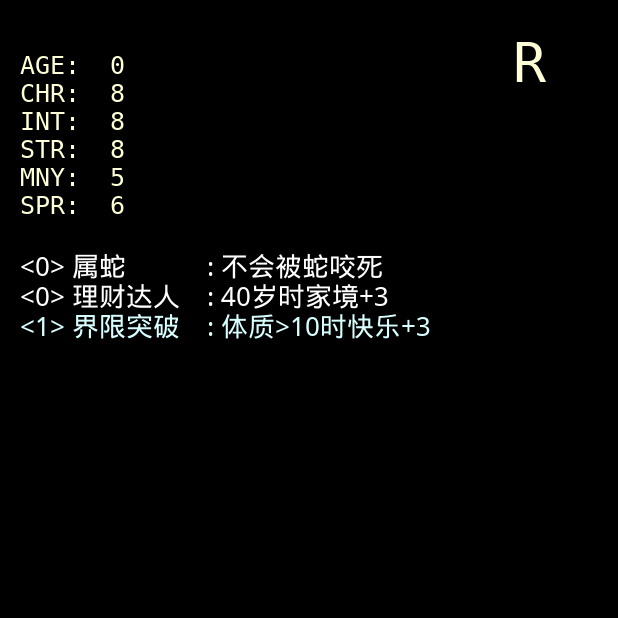 R
AGE: 0
CHR: 8
INT: 8
STR: 8
MNY: 5
SPR: 6
<0> 属蛇 : 不会被蛇咬死
<0> 理财达人 : 40岁时家境+3
<1> 界限突破 : 体质>10时快乐+3